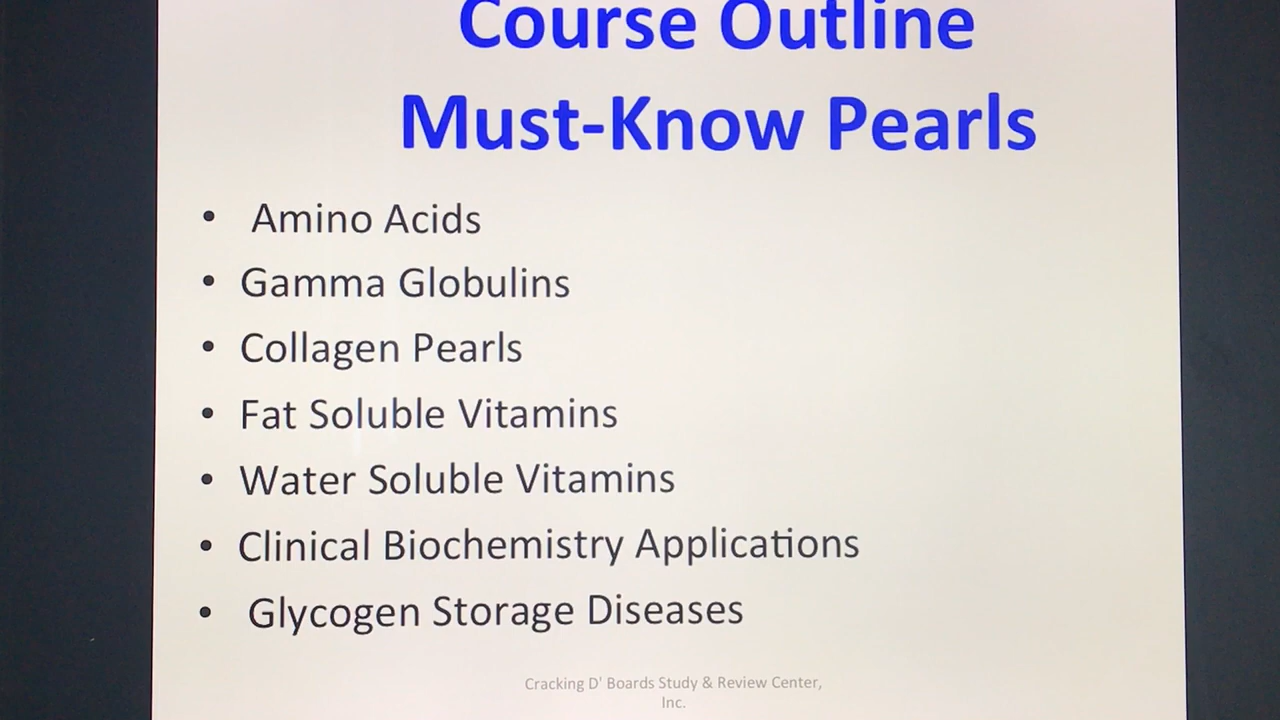 Course Outline
Must-Know Pearls
• Amino Acids
• Gamma Globulins
• Collagen Pearls
• Fat Soluble Vitamins
• Water Soluble Vitamins
• Clinical Biochemistry Applications
• Glycogen Storage Diseases
Cracking D' Boards Study & Review Center,
Inc.